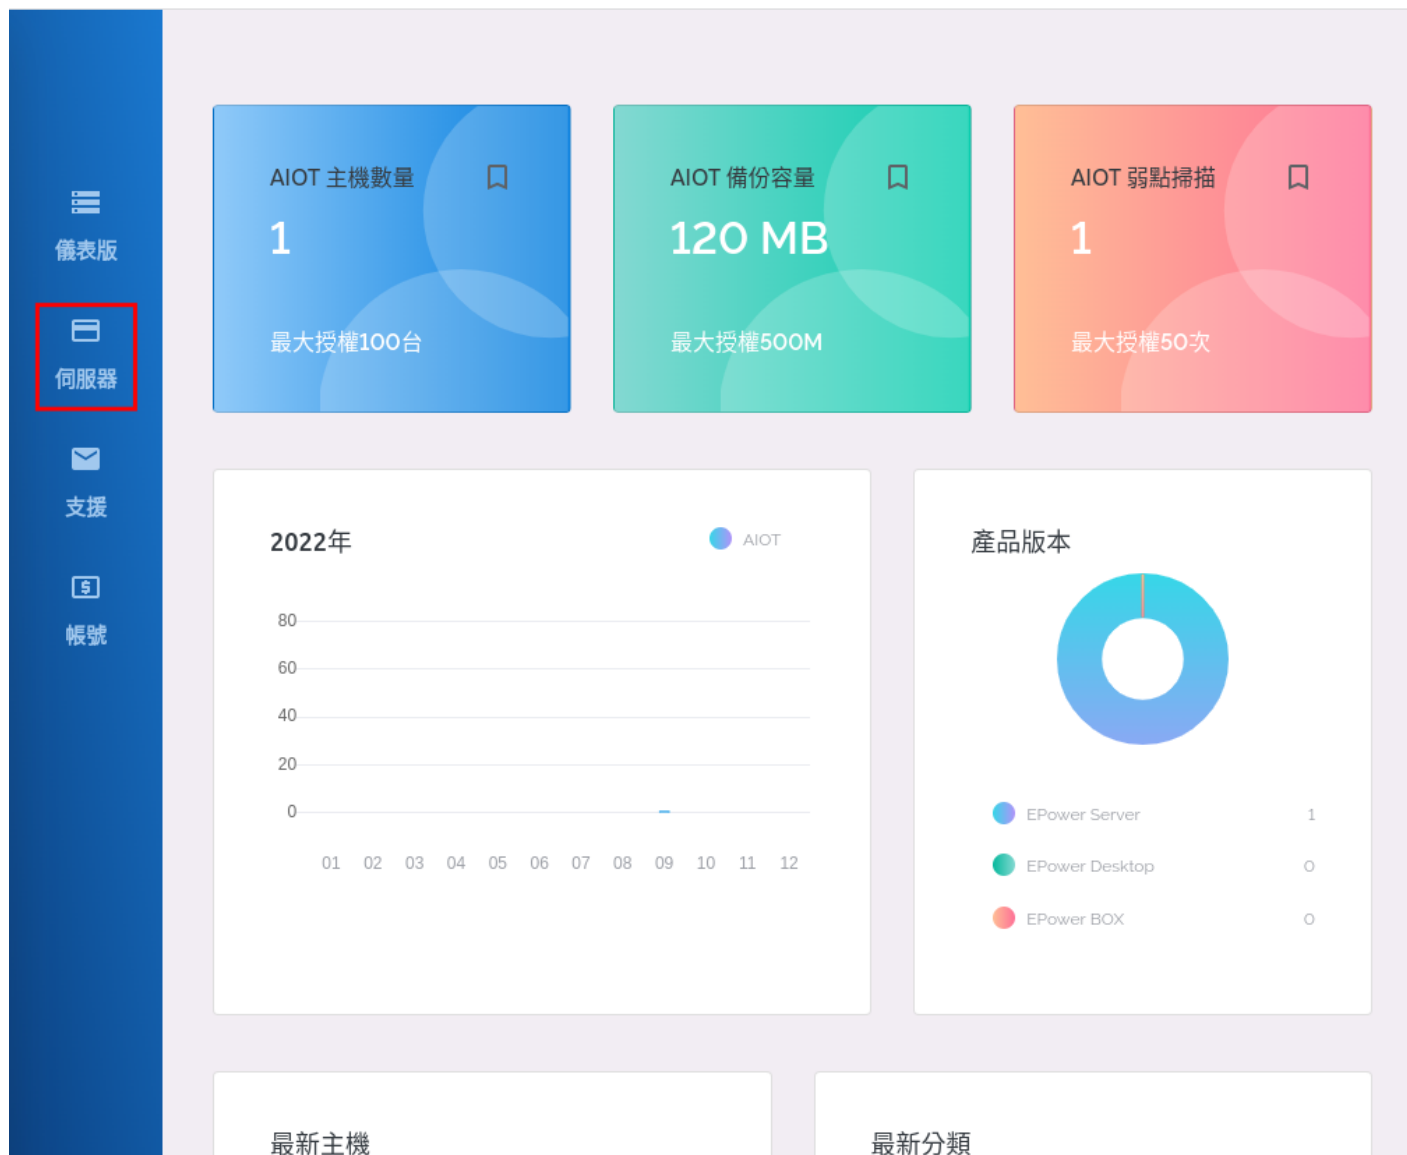 儀表版
伺服器
支援
帳號
AIOT 主機數量
1
最大授權100台
AIOT 備份容量
120 MB
最大授權500M
AIOT 弱點掃描
1
最大授權50次
2022年
AIOT
80
60
40
20
0
01 02 03 04 05 06 07 08 09 10 11 12
產品版本
EPower Server 1
EPower Desktop 0
EPower BOX 0
最新主機
最新分類